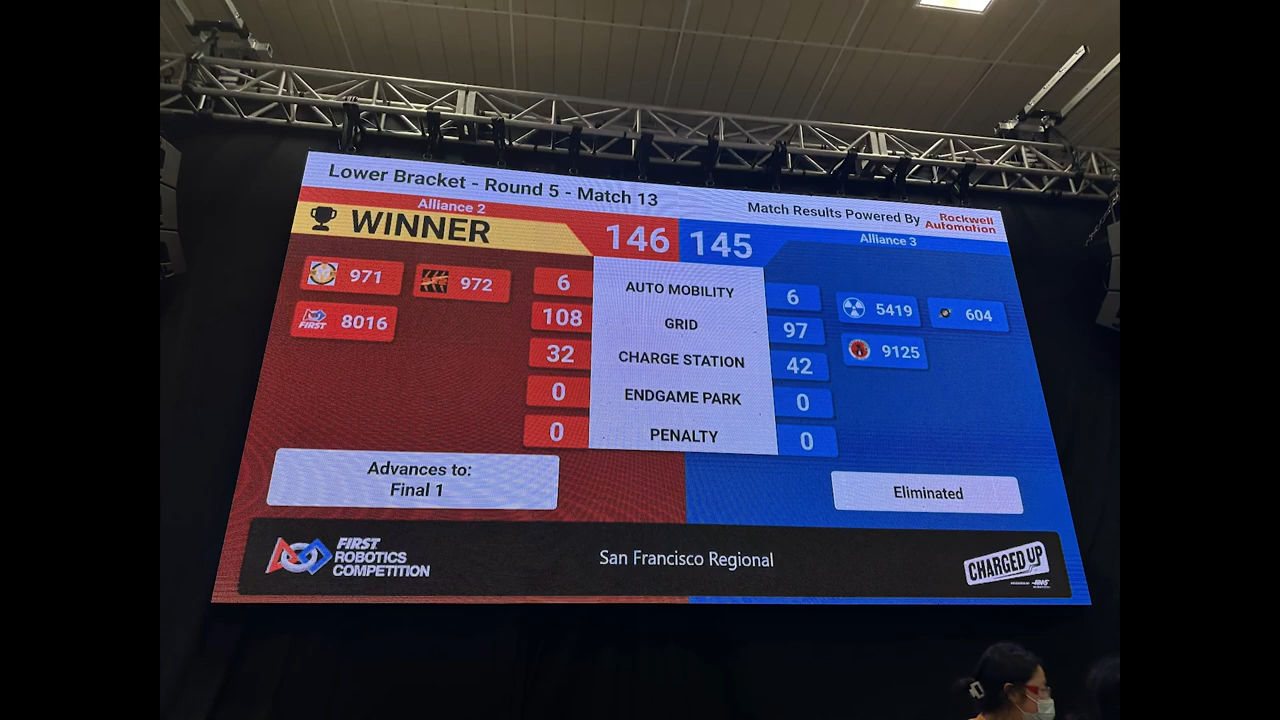 Lower Bracket - Round 5 - Match 13
Match Results Powered By Rockwell Automation
Alliance 2
WINNER
146
145
Alliance 3
971
972
8016
FIRST
6
AUTO MOBILITY
6
108
GRID
97
32
CHARGE STATION
42
0
ENDGAME PARK
0
0
PENALTY
0
5419
604
9125
Advances to:
Final 1
Eliminated
FIRST
ROBOTICS
COMPETITION
San Francisco Regional
CHARGED UP